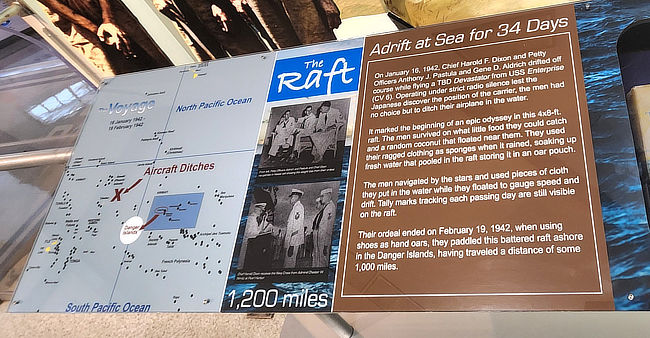 The Voyage
16 January 1942 -
19 February 1942
North Pacific Ocean
Aircraft Ditches
X
Danger
Islands
French Polynesia
South Pacific Ocean
The
Raft
1,200 miles
Adrift at Sea for 34 Days
On January 16, 1942, Chief Harold F. Dixon and Petty
Officers Anthony J. Pastula and Gene D. Aldrich drifted off
course while flying a TBD Devastator from USS Enterprise
(CV 6). Operating under strict radio silence lest the
Japanese discover the position of the carrier, the men had
no choice but to ditch their airplane in the water.
It marked the beginning of an epic odyssey in this 4x8-ft.
raft. The men survived on what little food they could catch
and a random coconut that floated near them. They used
their ragged clothing as sponges when it rained, soaking up
fresh water that pooled in the raft storing it in an oar pouch.
The men navigated by the stars and used pieces of cloth
they put in the water while they floated to gauge speed and
drift. Tally marks tracking each passing day are still visible
on the raft.
Their ordeal ended on February 19, 1942, when using
shoes as hand oars, they paddled this battered raft ashore
in the Danger Islands, having traveled a distance of some
1,000 miles.